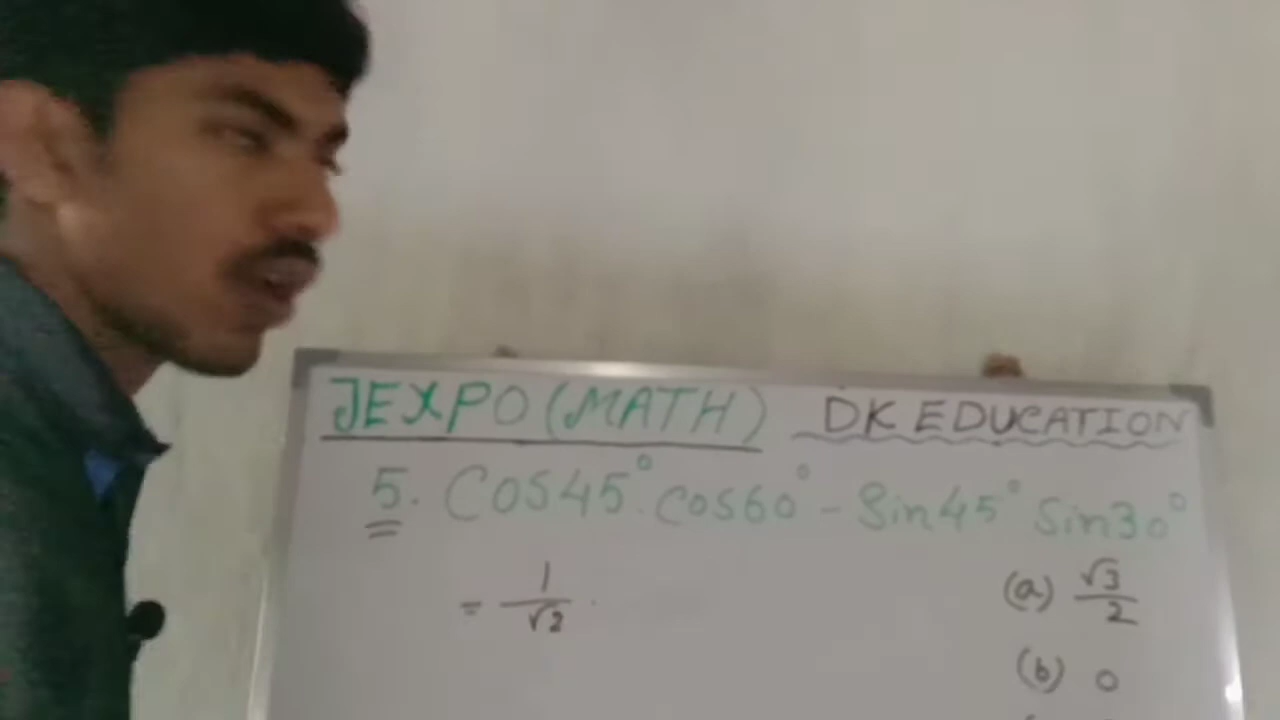 JEXPO (MATH) DK EDUCATION
5. Cos45°. cos60° - Sin45° Sin30°
= 1/√2 .
(a) √3/2
(b) 0